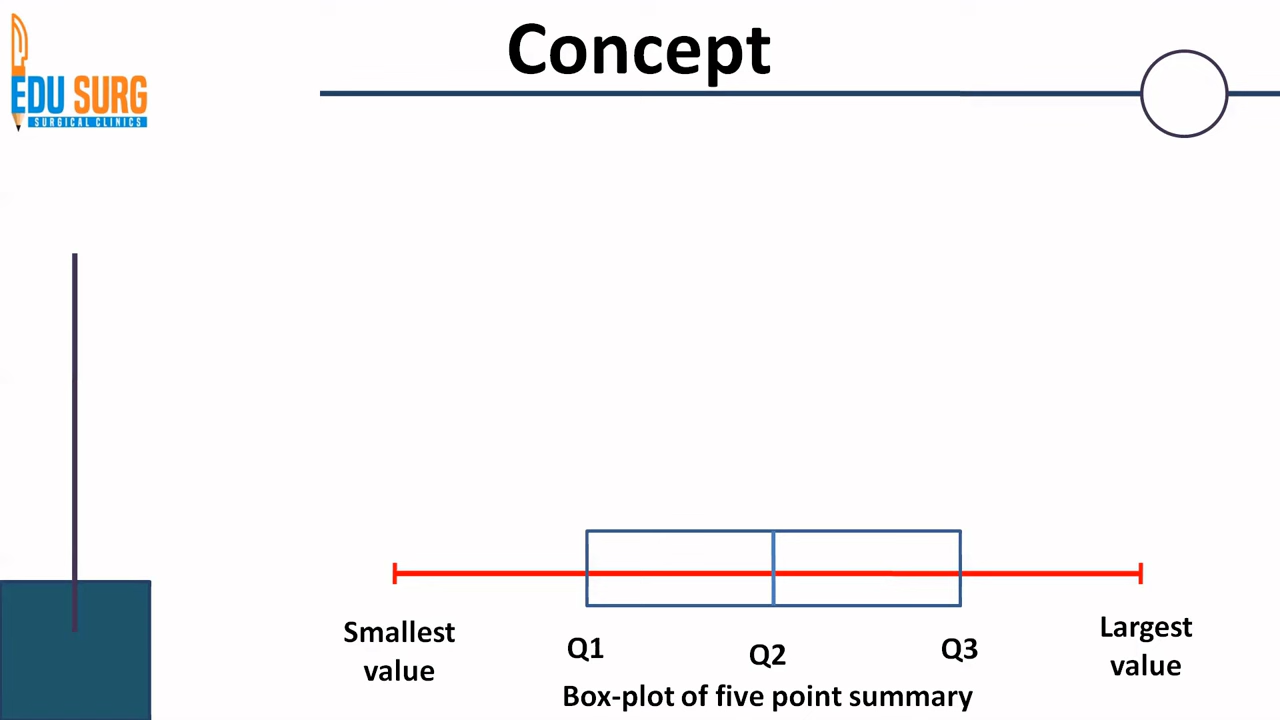 Concept
EDU SURG
SURGICAL CLINICS
Smallest
value
Q1
Q2
Q3
Largest
value
Box-plot of five point summary